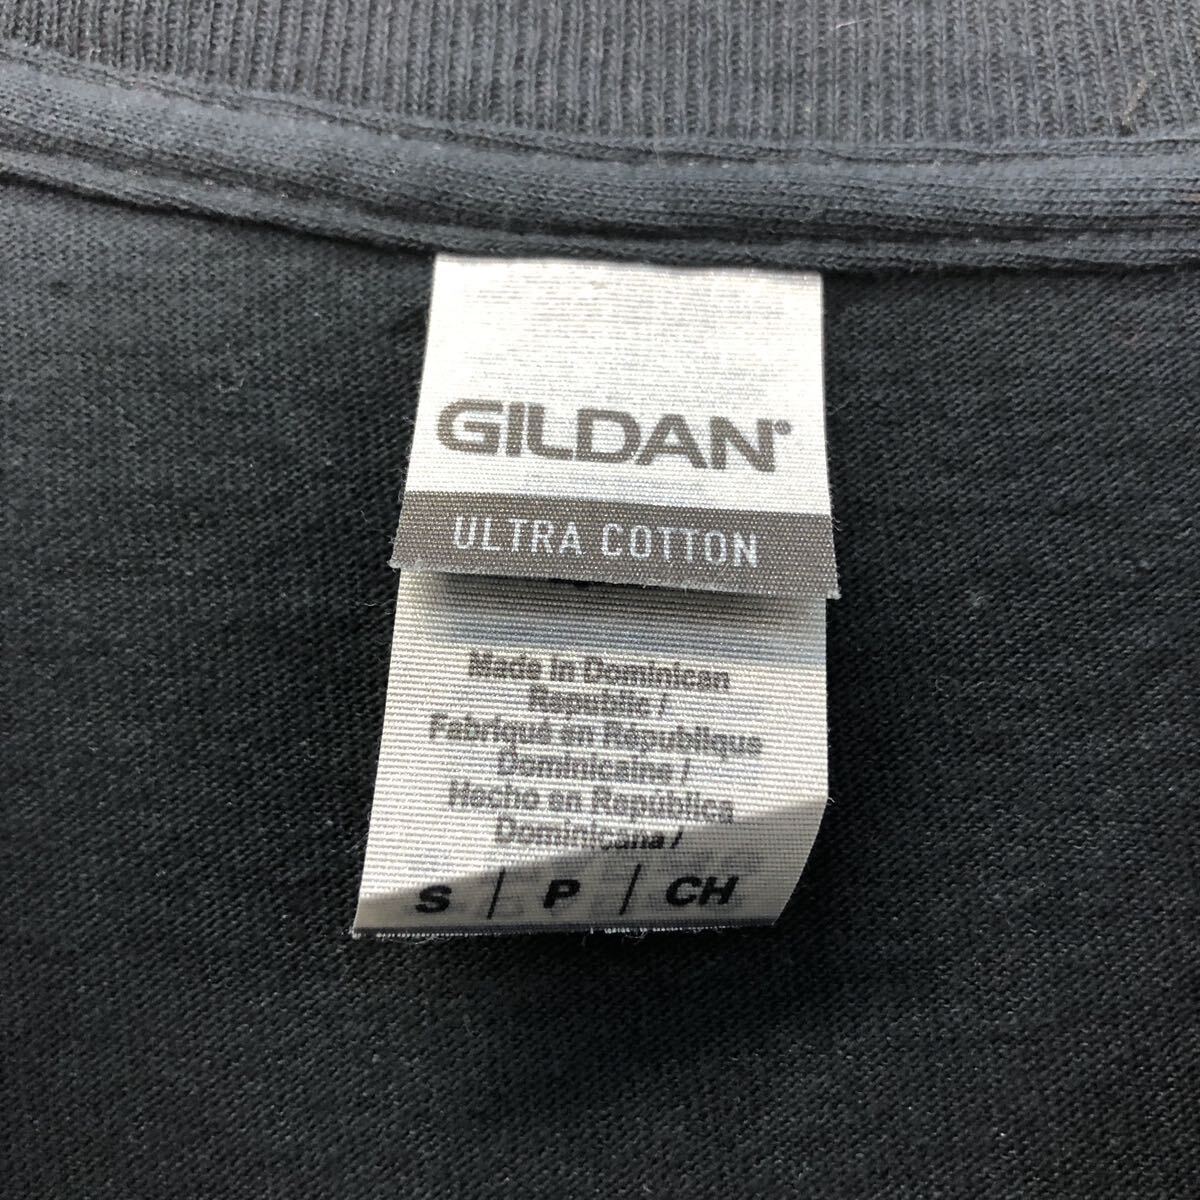 GILDAN®
ULTRA COTTON
Made in Dominican
Republic /
Fabriqué en République
Dominicaine /
Hecho en República
Dominicana /
S | P | CH